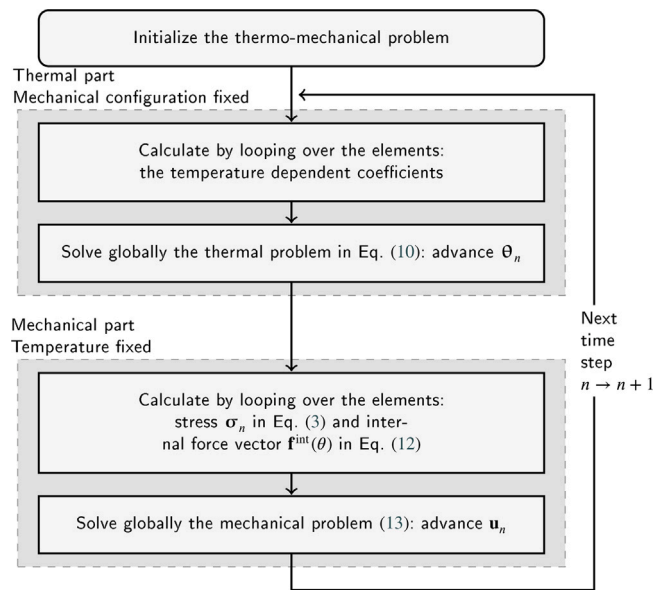 Initialize the thermo-mechanical problem
Thermal part
Mechanical configuration fixed
Calculate by looping over the elements:
the temperature dependent coefficients
Solve globally the thermal problem in Eq. (10): advance Θₙ
Mechanical part
Temperature fixed
Calculate by looping over the elements:
stress σₙ in Eq. (3) and inter-
nal force vector fⁱⁿᵗ(θ) in Eq. (12)
Solve globally the mechanical problem (13): advance uₙ
Next
time
step
n → n + 1